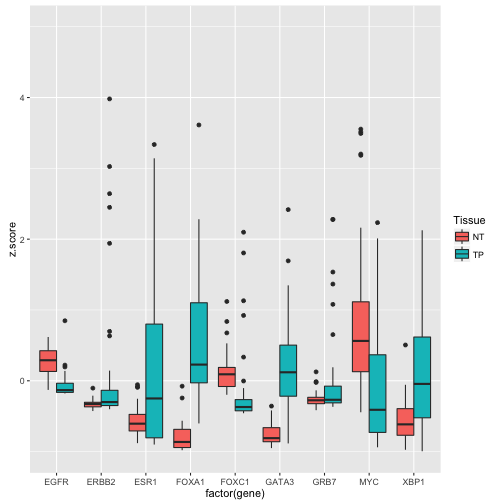 z.score
4
2
0
EGFR ERBB2 ESR1 FOXA1 FOXC1 GATA3 GRB7 MYC XBP1
factor(gene)
Tissue
NT
TP